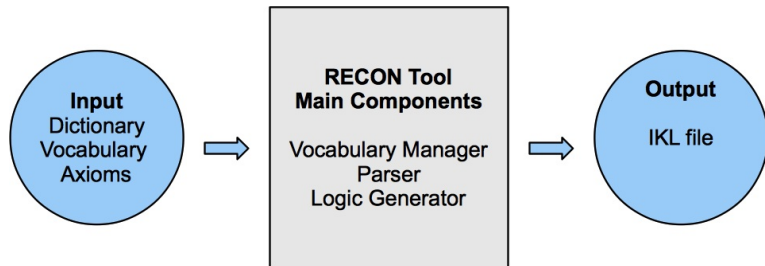 Input
Dictionary
Vocabulary
Axioms
RECON Tool
Main Components
Vocabulary Manager
Parser
Logic Generator
Output
IKL file